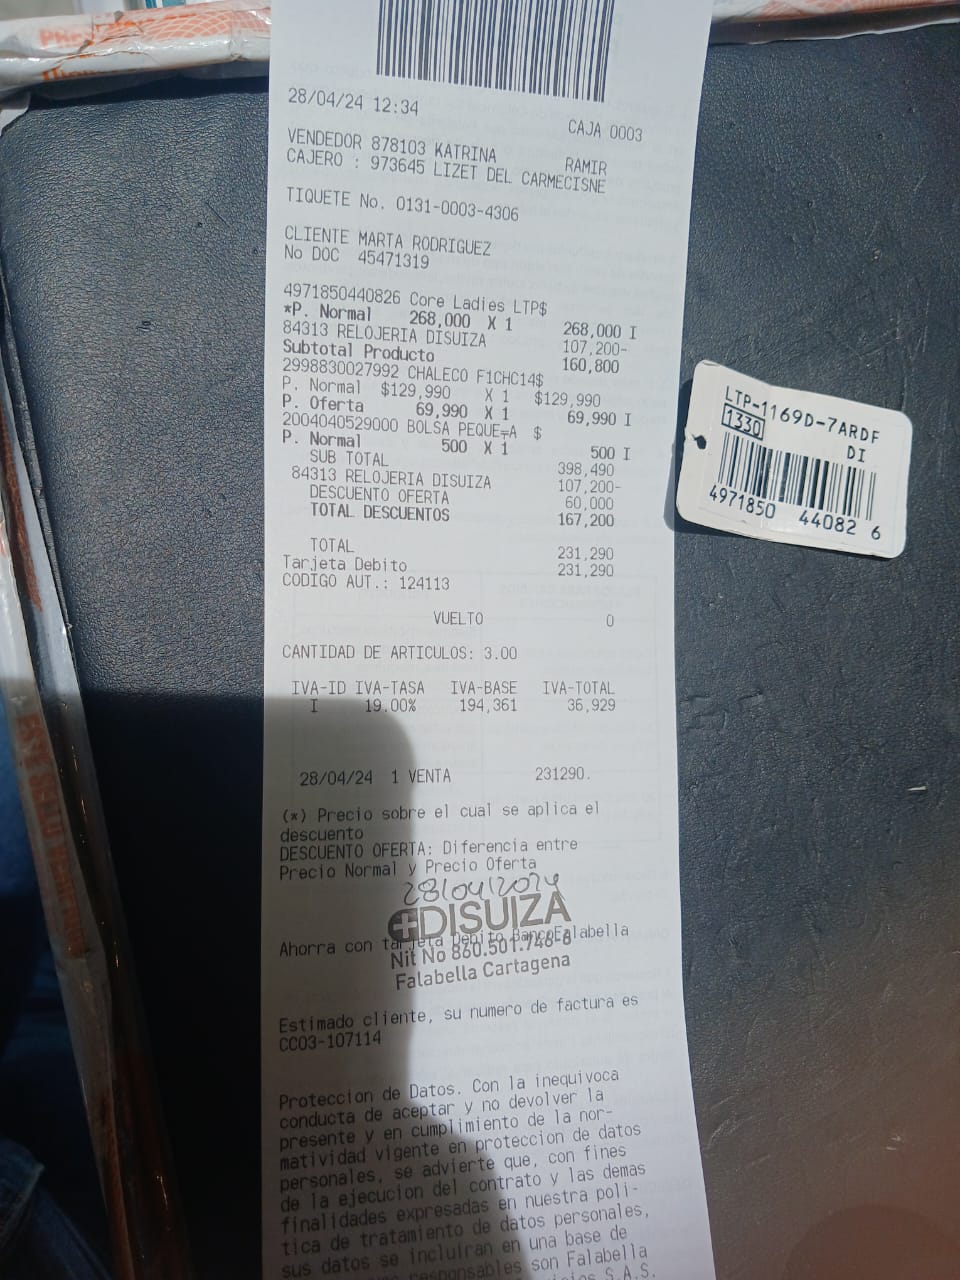 28/04/24 12:34
CAJA 0003
VENDEDOR 878103 KATRINA RAMIR
CAJERO : 973645 LIZET DEL CARMECISNE
TIQUETE No. 0131-0003-4306
CLIENTE MARTA RODRIGUEZ
No DOC 45471319
4971850440826 Core Ladies LTP$
*P. Normal 268,000 X 1 268,000 I
84313 RELOJERIA DISUIZA 107,200-
Subtotal Producto 160,800
2998830027992 CHALECO F1CHC14$
P. Normal $129,990 X 1 $129,990
P. Oferta 69,990 X 1 69,990 I
2004040529000 BOLSA PEQUE¬A $
P. Normal 500 X 1 500 I
SUB TOTAL 398,490
84313 RELOJERIA DISUIZA 107,200-
DESCUENTO OFERTA 60,000
TOTAL DESCUENTOS 167,200
TOTAL 231,290
Tarjeta Debito 231,290
CODIGO AUT.: 124113
VUELTO 0
CANTIDAD DE ARTICULOS: 3.00
IVA-ID IVA-TASA IVA-BASE IVA-TOTAL
I 19.00% 194,361 36,929
28/04/24 1 VENTA 231290.
(*) Precio sobre el cual se aplica el
descuento
DESCUENTO OFERTA: Diferencia entre
Precio Normal y Precio Oferta
28/04/2024
DISUIZA
Ahorra con tarjeta Debito BancoFalabella
Nit No 860.501.746-6
Falabella Cartagena
Estimado cliente, su numero de factura es
CC03-107114
Proteccion de Datos. Con la inequivoca
conducta de aceptar y no devolver la
presente y en cumplimiento de la nor-
matividad vigente en proteccion de datos
personales, se advierte que, con fines
de la ejecucion del contrato y las demas
finalidades expresadas en nuestra poli-
tica de tratamiento de datos personales,
sus datos se incluiran en una base de
responsables son Falabella
S.A.S.
LTP-1169D-7ARDF
1330 DI
4971850 44082 6